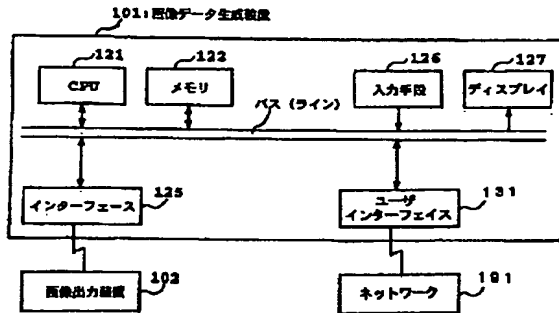 101:画像データ生成装置
121
122
126
127
CPU
メモリ
入力手段
ディスプレイ
バス(ライン)
インターフェース
125
ユーザ
インターフェイス
131
画像出力装置
102
ネットワーク
191